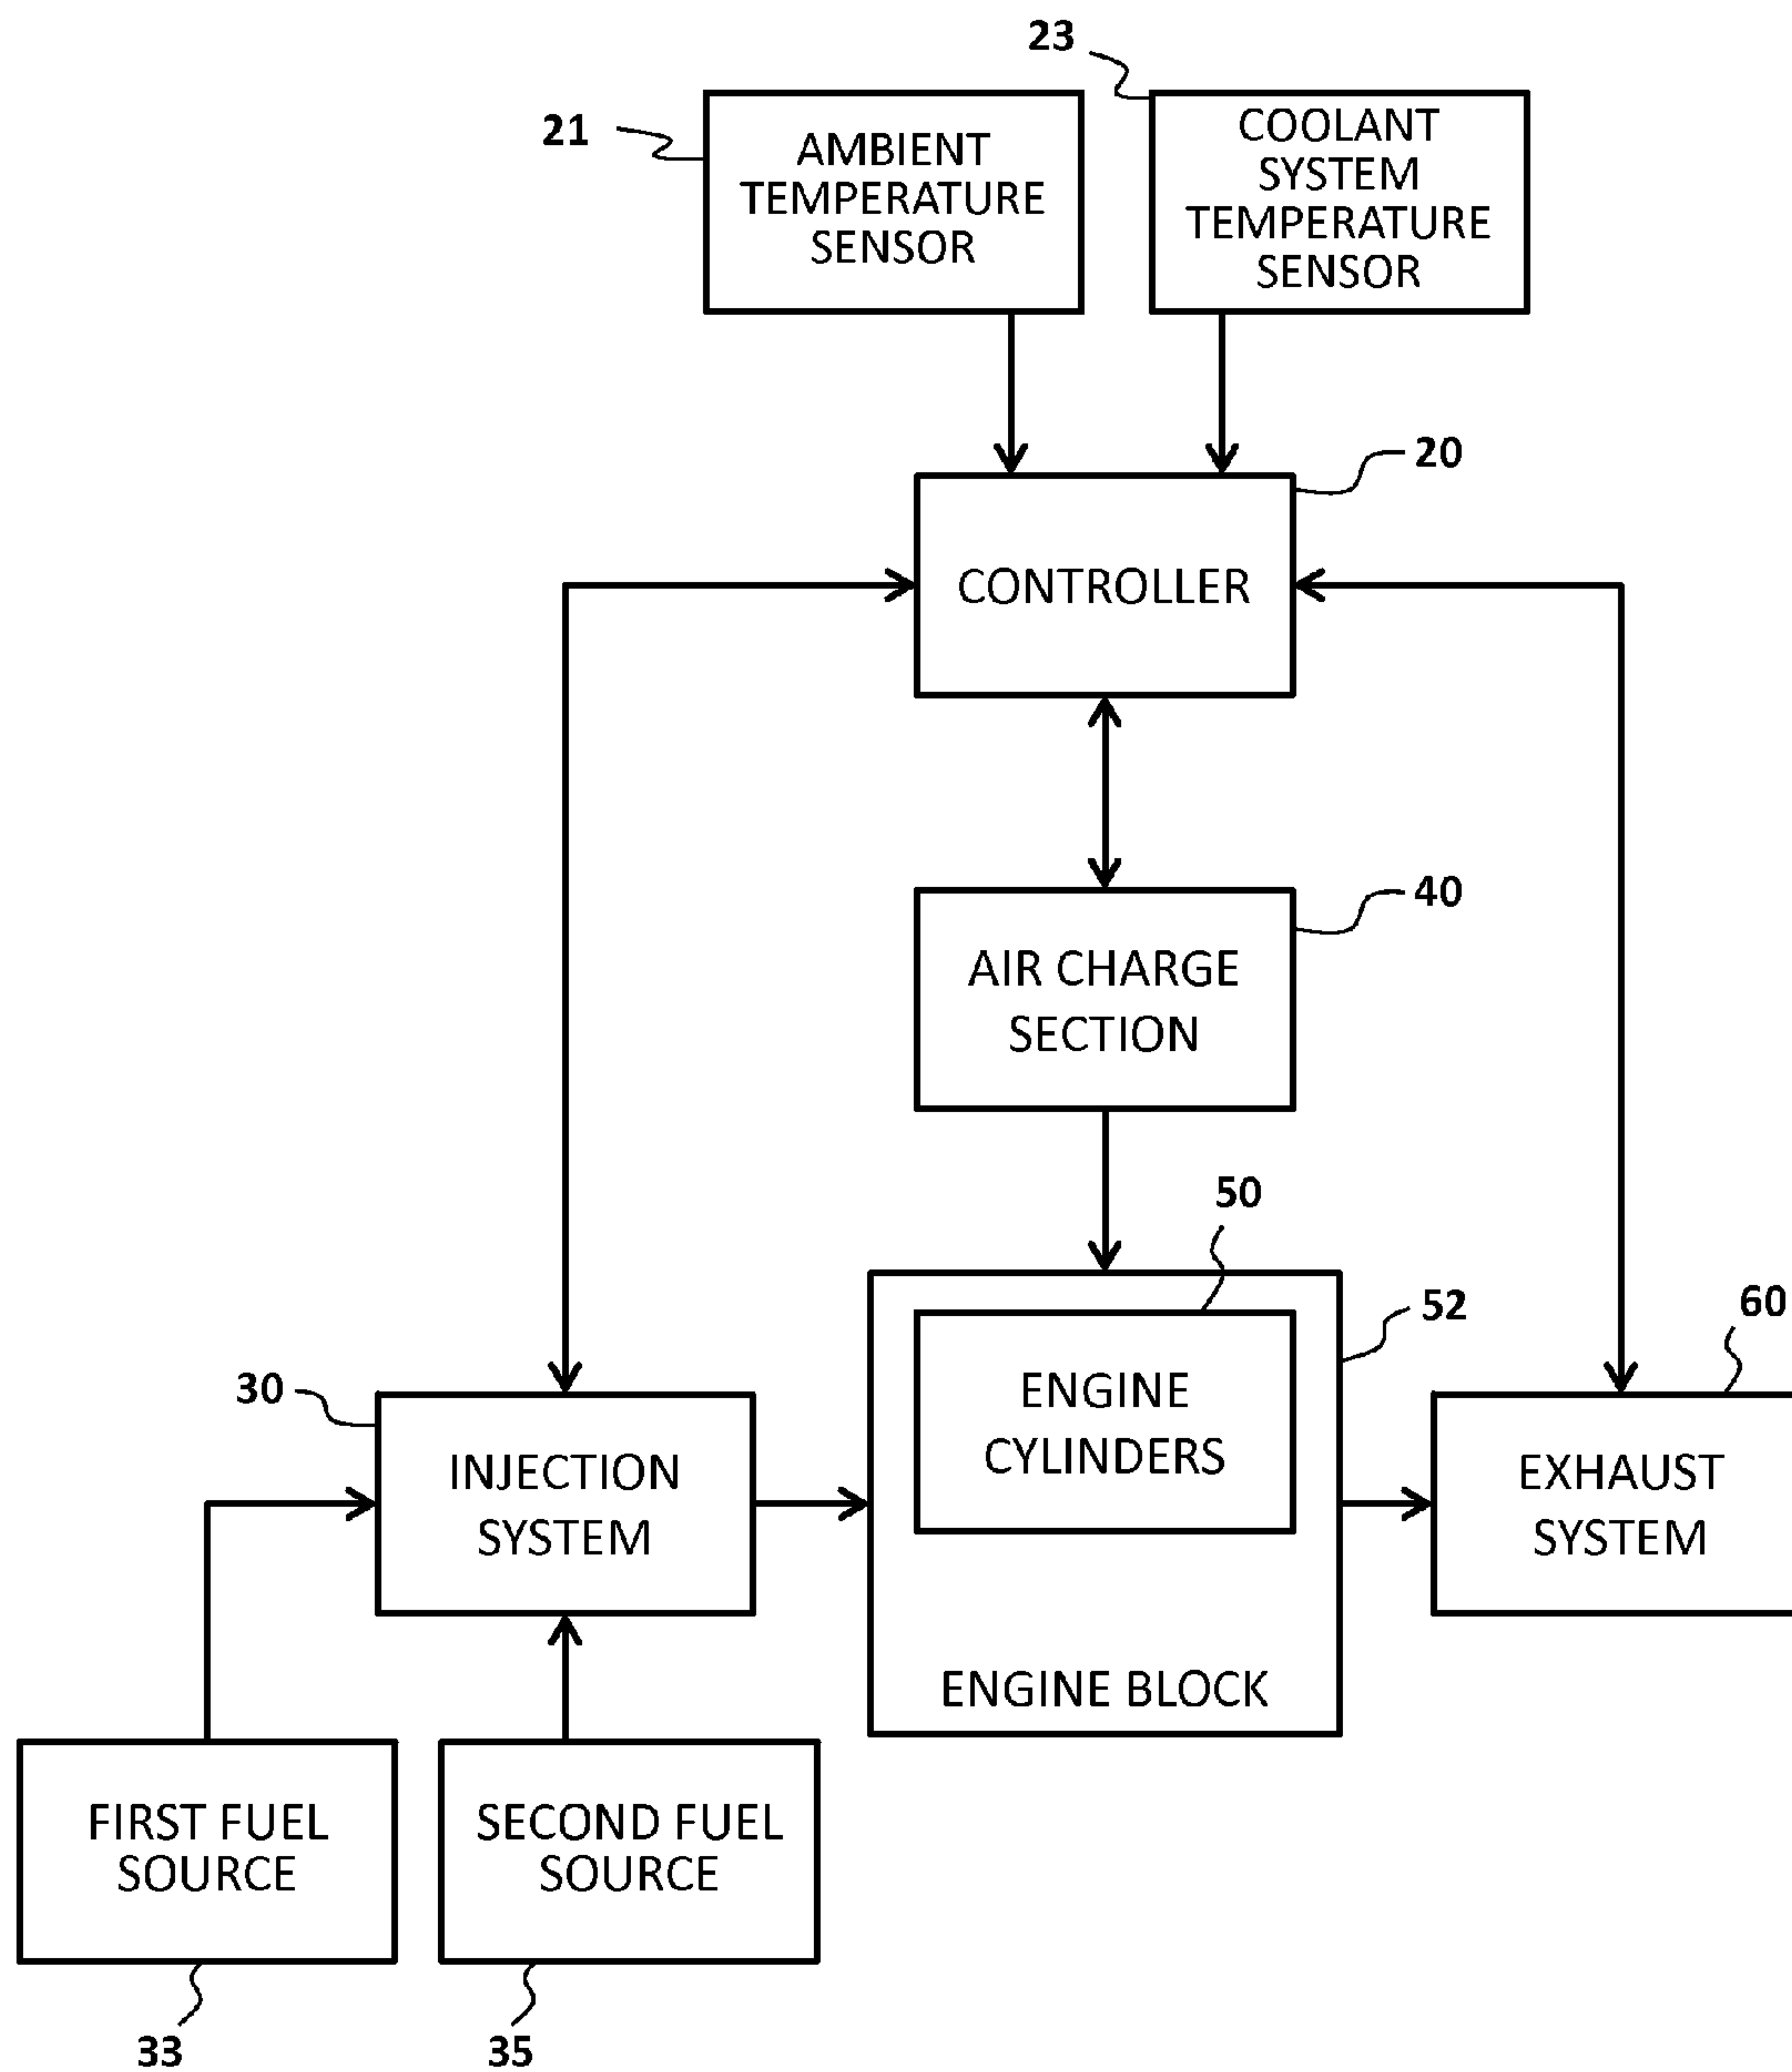 23
21
AMBIENT
TEMPERATURE
SENSOR
COOLANT
SYSTEM
TEMPERATURE
SENSOR
20
CONTROLLER
40
AIR CHARGE
SECTION
50
52
60
30
ENGINE
CYLINDERS
INJECTION
SYSTEM
EXHAUST
SYSTEM
ENGINE BLOCK
FIRST FUEL
SOURCE
SECOND FUEL
SOURCE
33
35